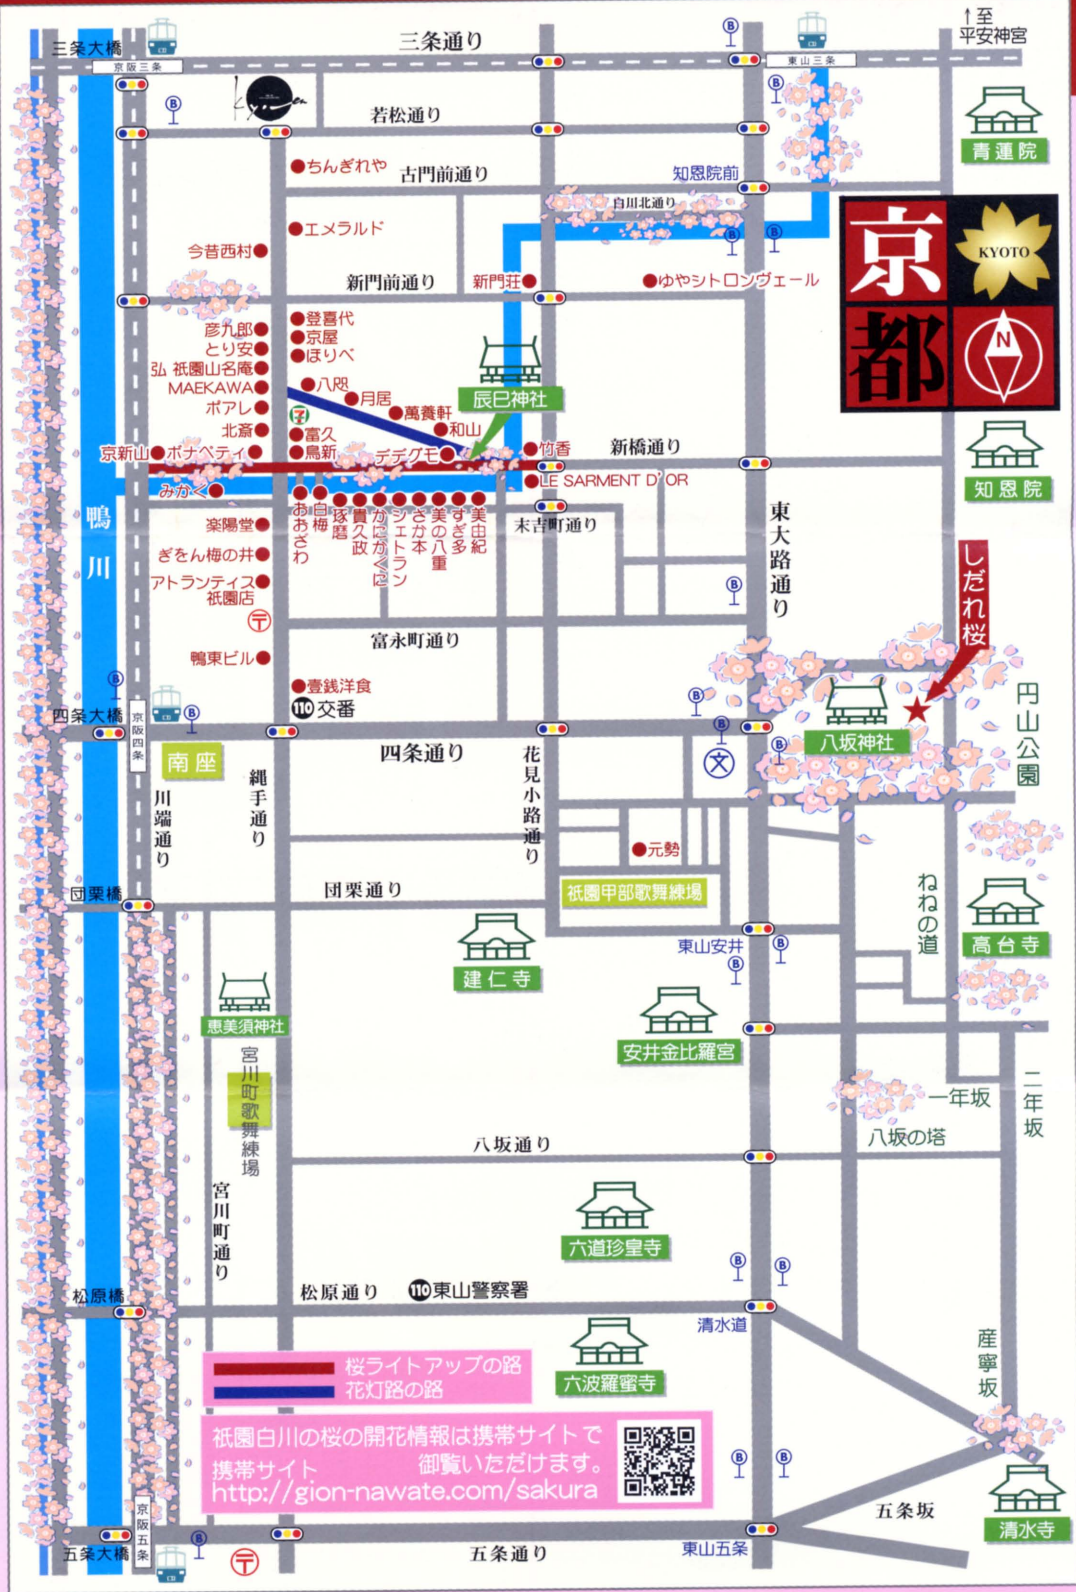 ↑至
平安神宮
三条大橋
三条通り
京阪三条
東山三条
若松通り
青蓮院
ちんぎれや
古門前通り
知恩院前
白川北通り
エメラルド
今昔西村
京都
KYOTO
N
新門前通り
新門荘
ゆやシトロンヴェール
登喜代
彦九郎
京屋
とり安
ほりべ
弘 祇園山名庵
八咫
MAEKAWA
月居
辰巳神社
ポアレ
萬養軒
北斎
和山
富久
京新山
ボナペティ
鳥新
デデグモ
竹香
新橋通り
知恩院
LE SARMENT D'OR
みかく
おおざわ
白梅
琢磨
貴久政
かにかくに
シェトラン
さか本
美の八重
すぎ多
美由紀
末吉町通り
鴨川
楽陽堂
ぎをん梅の井
アトランティス
祇園店
東大路通り
しだれ桜
富永町通り
鴨東ビル
壹銭洋食
110 交番
四条大橋
京阪四条
四条通り
南座
八坂神社
円山公園
文
川端通り
縄手通り
花見小路通り
元勢
団栗橋
団栗通り
祇園甲部歌舞練場
ねねの道
高台寺
建仁寺
東山安井
恵美須神社
安井金比羅宮
宮川町歌舞練場
一年坂
二年坂
八坂の塔
八坂通り
宮川町通り
六道珍皇寺
松原橋
松原通り
110 東山警察署
清水道
六波羅蜜寺
産寧坂
桜ライトアップの路
花灯路の路
祇園白川の桜の開花情報は携帯サイトで
御覧いただけます。
携帯サイト
http://gion-nawate.com/sakura
五条坂
清水寺
京阪五条
五条大橋
五条通り
東山五条